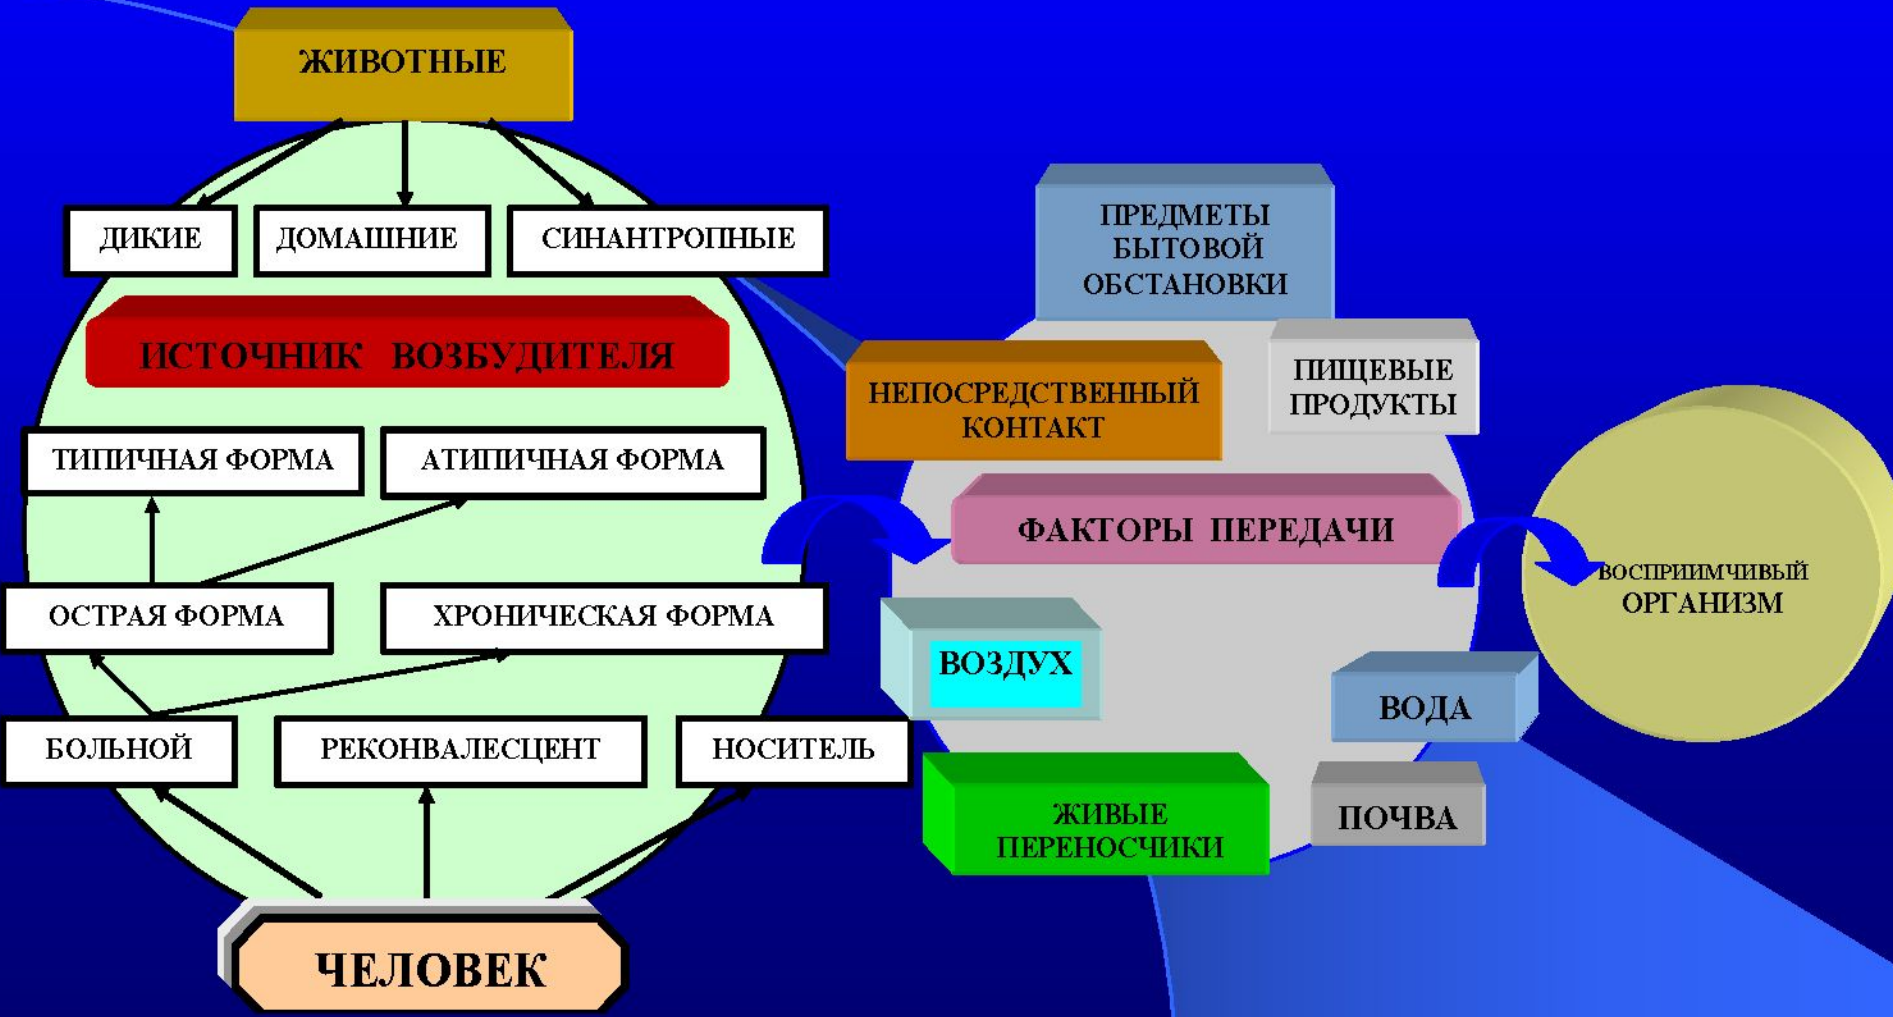 ЖИВОТНЫЕ
ДИКИЕ
ДОМАШНИЕ
СИНАНТРОПНЫЕ
ИСТОЧНИК ВОЗБУДИТЕЛЯ
ТИПИЧНАЯ ФОРМА
АТИПИЧНАЯ ФОРМА
ОСТРАЯ ФОРМА
ХРОНИЧЕСКАЯ ФОРМА
БОЛЬНОЙ
РЕКОНВАЛЕСЦЕНТ
НОСИТЕЛЬ
ЧЕЛОВЕК
ПРЕДМЕТЫ
БЫТОВОЙ
ОБСТАНОВКИ
НЕПОСРЕДСТВЕННЫЙ
КОНТАКТ
ПИЩЕВЫЕ
ПРОДУКТЫ
ФАКТОРЫ ПЕРЕДАЧИ
ВОЗДУХ
ВОДА
ЖИВЫЕ
ПЕРЕНОСЧИКИ
ПОЧВА
ВОСПРИИМЧИВЫЙ
ОРГАНИЗМ